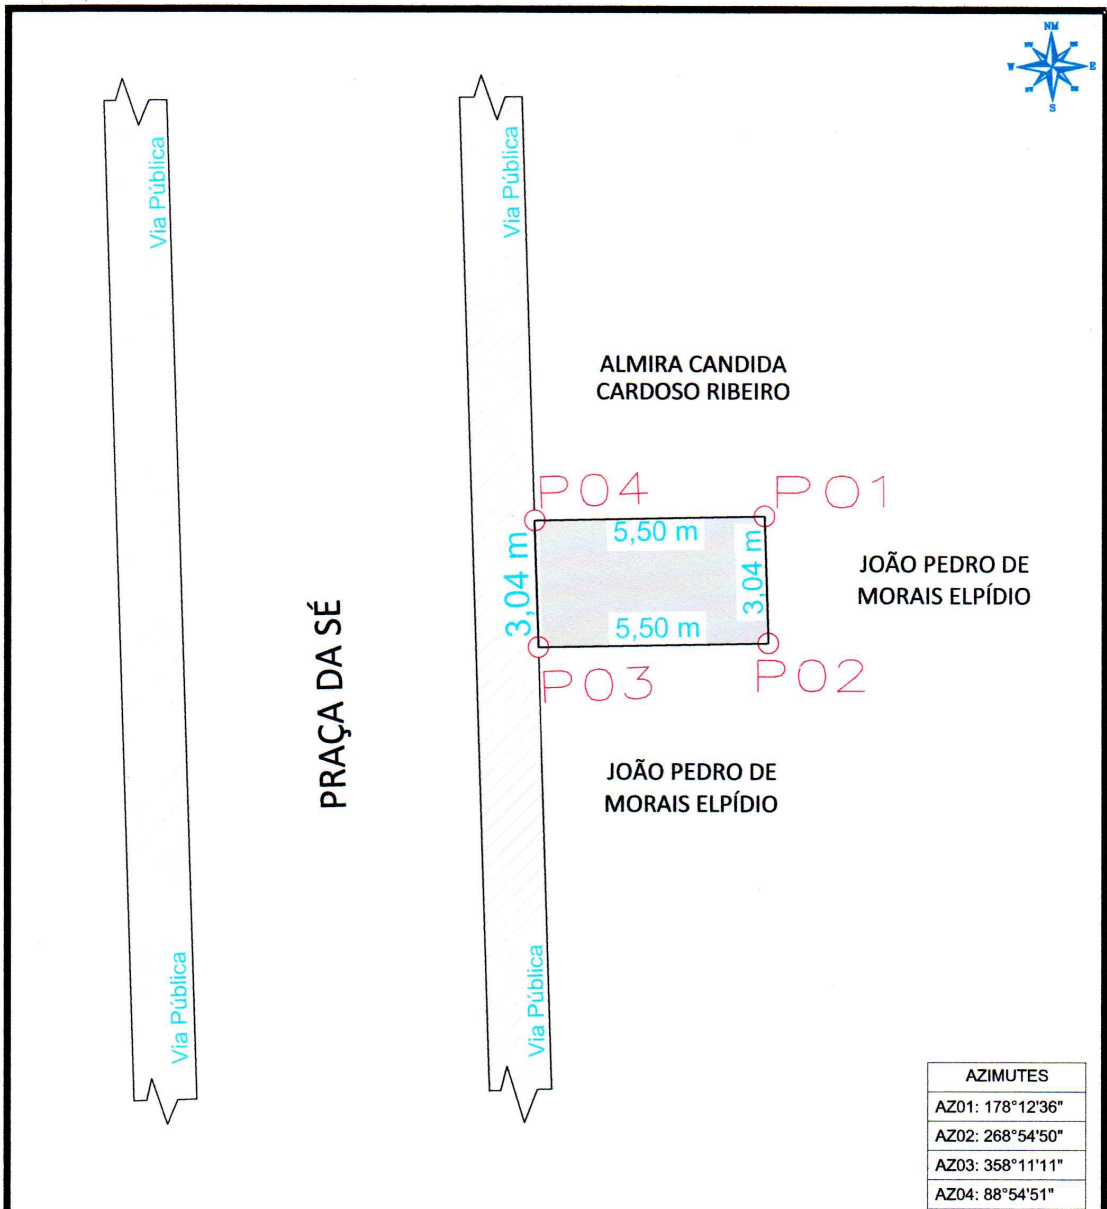 NM
W
E
S
Via Pública
Via Pública
ALMIRA CANDIDA
CARDOSO RIBEIRO
P04
P01
5,50 m
3,04 m
3,04 m
JOÃO PEDRO DE
MORAIS ELPÍDIO
5,50 m
PRAÇA DA SÉ
P03
P02
JOÃO PEDRO DE
MORAIS ELPÍDIO
Via Pública
Via Pública
AZIMUTES
AZ01: 178°12'36"
AZ02: 268°54'50"
AZ03: 358°11'11"
AZ04: 88°54'51"